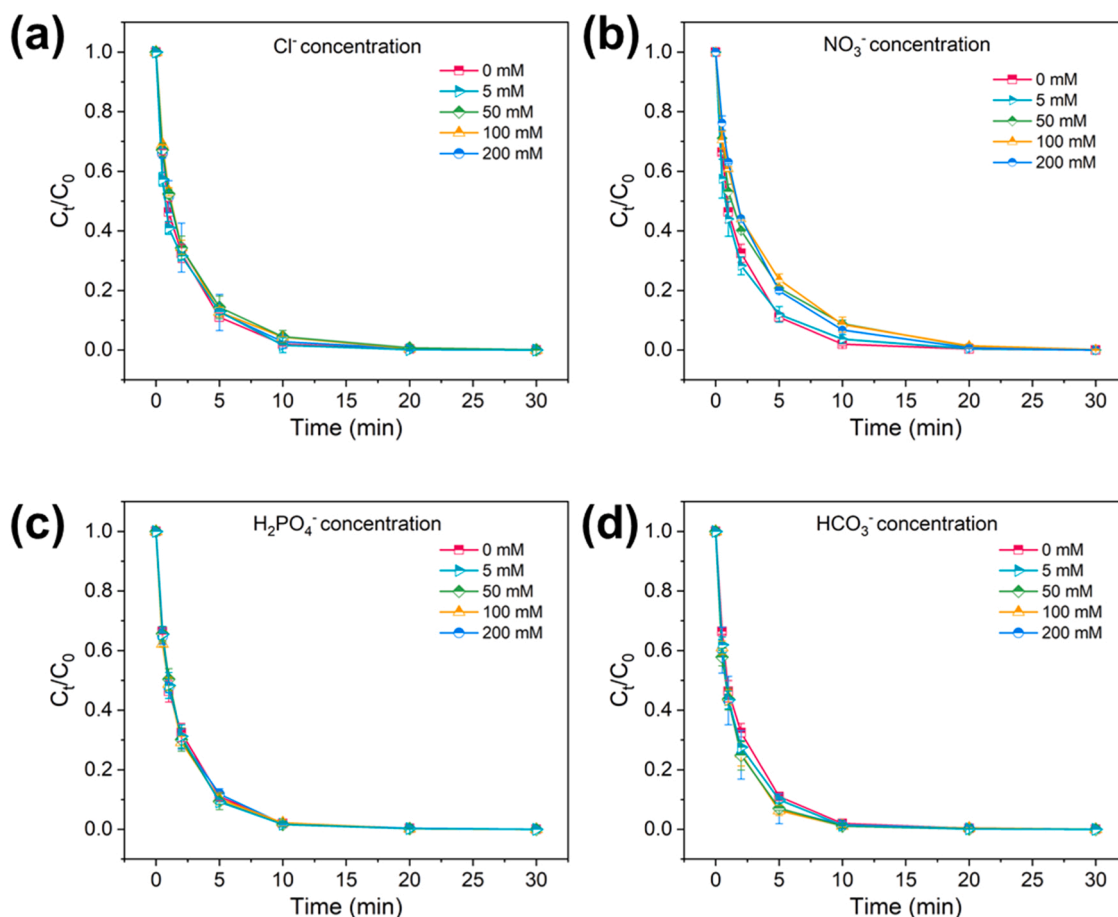 (a)
Cl⁻ concentration
0 mM
5 mM
50 mM
100 mM
200 mM
1.0
0.8
0.6
0.4
0.2
0.0
Cₜ/C₀
0 5 10 15 20 25 30
Time (min)
(b)
NO₃⁻ concentration
0 mM
5 mM
50 mM
100 mM
200 mM
1.0
0.8
0.6
0.4
0.2
0.0
Cₜ/C₀
0 5 10 15 20 25 30
Time (min)
(c)
H₂PO₄⁻ concentration
0 mM
5 mM
50 mM
100 mM
200 mM
1.0
0.8
0.6
0.4
0.2
0.0
Cₜ/C₀
0 5 10 15 20 25 30
Time (min)
(d)
HCO₃⁻ concentration
0 mM
5 mM
50 mM
100 mM
200 mM
1.0
0.8
0.6
0.4
0.2
0.0
Cₜ/C₀
0 5 10 15 20 25 30
Time (min)